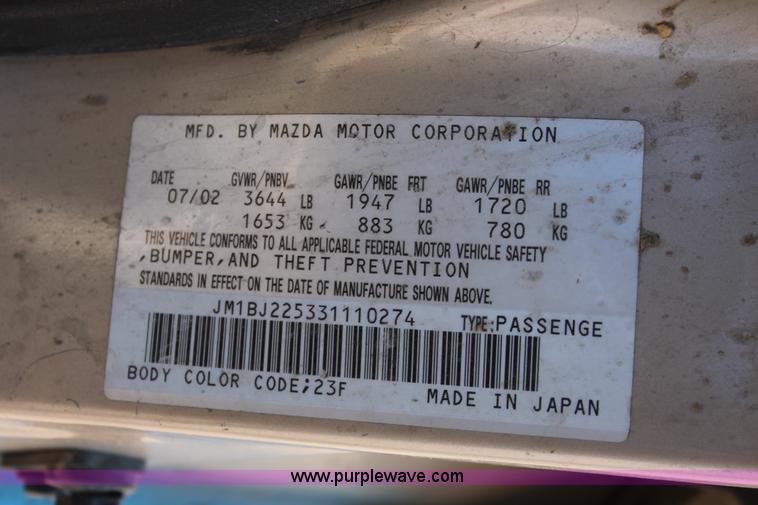 MFD. BY MAZDA MOTOR CORPORATION
DATE GVWR/PNBV GAWR/PNBE FRT GAWR/PNBE RR
07/02 3644 LB 1947 LB 1720 LB
1653 KG 883 KG 780 KG
THIS VEHICLE CONFORMS TO ALL APPLICABLE FEDERAL MOTOR VEHICLE SAFETY
,BUMPER,AND THEFT PREVENTION
STANDARDS IN EFFECT ON THE DATE OF MANUFACTURE SHOWN ABOVE.
JM1BJ225331110274 TYPE:PASSENGE
BODY COLOR CODE;23F MADE IN JAPAN
www.purplewave.com